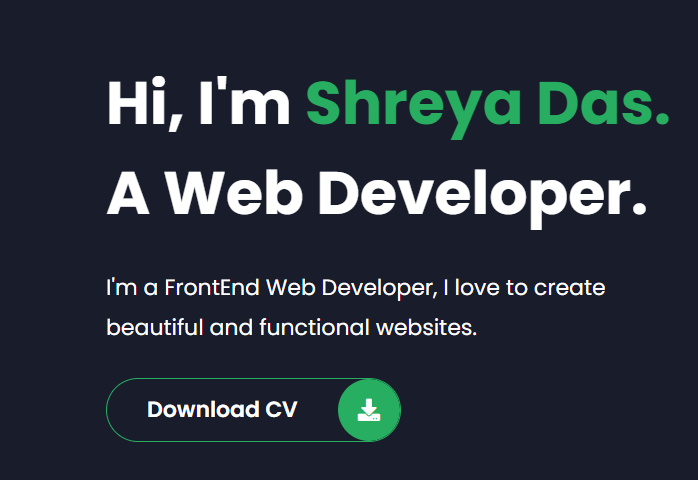 Hi, I'm Shreya Das.
A Web Developer.
I'm a FrontEnd Web Developer, I love to create
beautiful and functional websites.
Download CV